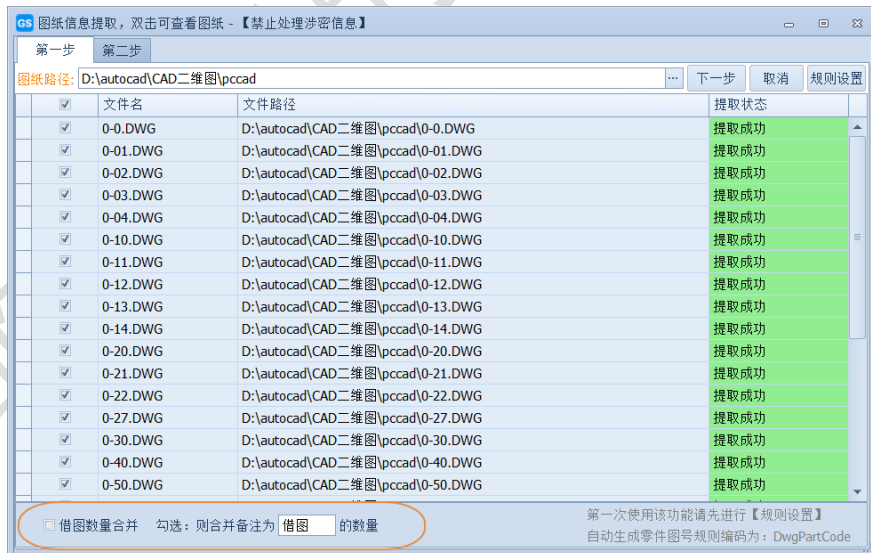 GS 图纸信息提取，双击可查看图纸 - 【禁止处理涉密信息】
第一步 第二步
图纸路径: D:\autocad\CAD二维图\pccad ... 下一步 取消 规则设置
文件名 文件路径 提取状态
0-0.DWG D:\autocad\CAD二维图\pccad\0-0.DWG 提取成功
0-01.DWG D:\autocad\CAD二维图\pccad\0-01.DWG 提取成功
0-02.DWG D:\autocad\CAD二维图\pccad\0-02.DWG 提取成功
0-03.DWG D:\autocad\CAD二维图\pccad\0-03.DWG 提取成功
0-04.DWG D:\autocad\CAD二维图\pccad\0-04.DWG 提取成功
0-10.DWG D:\autocad\CAD二维图\pccad\0-10.DWG 提取成功
0-11.DWG D:\autocad\CAD二维图\pccad\0-11.DWG 提取成功
0-12.DWG D:\autocad\CAD二维图\pccad\0-12.DWG 提取成功
0-13.DWG D:\autocad\CAD二维图\pccad\0-13.DWG 提取成功
0-14.DWG D:\autocad\CAD二维图\pccad\0-14.DWG 提取成功
0-20.DWG D:\autocad\CAD二维图\pccad\0-20.DWG 提取成功
0-21.DWG D:\autocad\CAD二维图\pccad\0-21.DWG 提取成功
0-22.DWG D:\autocad\CAD二维图\pccad\0-22.DWG 提取成功
0-27.DWG D:\autocad\CAD二维图\pccad\0-27.DWG 提取成功
0-30.DWG D:\autocad\CAD二维图\pccad\0-30.DWG 提取成功
0-40.DWG D:\autocad\CAD二维图\pccad\0-40.DWG 提取成功
0-50.DWG D:\autocad\CAD二维图\pccad\0-50.DWG 提取成功
借图数量合并 勾选：则合并备注为 借图 的数量
第一次使用该功能请先进行【规则设置】
自动生成零件图号规则编码为：DwgPartCode